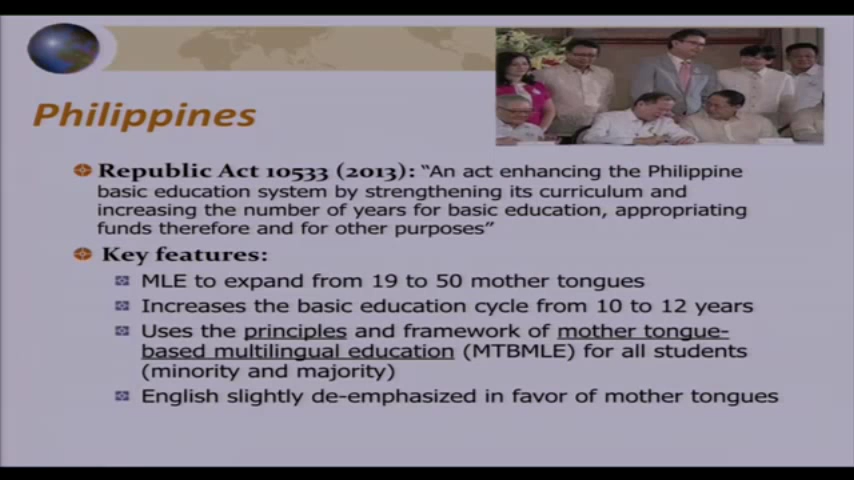 Philippines
Republic Act 10533 (2013): “An act enhancing the Philippine
basic education system by strengthening its curriculum and
increasing the number of years for basic education, appropriating
funds therefore and for other purposes”
Key features:
MLE to expand from 19 to 50 mother tongues
Increases the basic education cycle from 10 to 12 years
Uses the principles and framework of mother tongue-
based multilingual education (MTBMLE) for all students
(minority and majority)
English slightly de-emphasized in favor of mother tongues